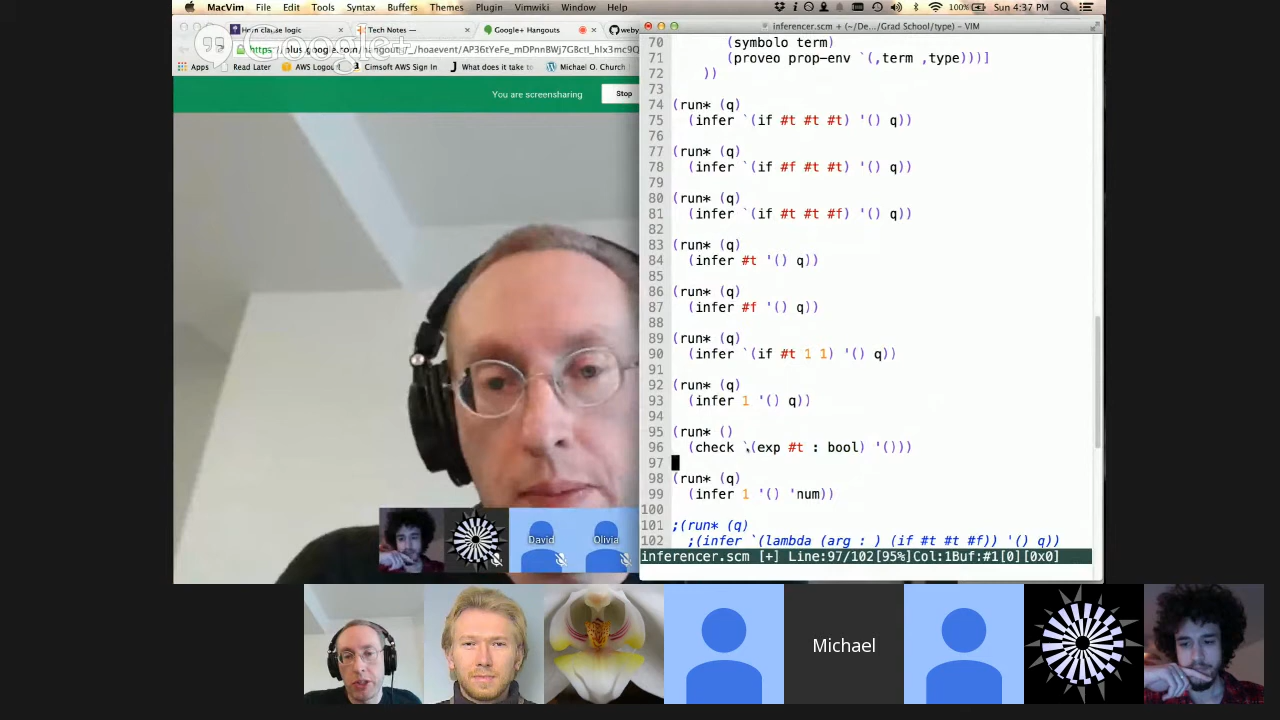 MacVim File Edit Tools Syntax Buffers Themes Plugin Vimwiki Window Help 100% Sun 4:37 PM
Horn clause logic
Tech Notes —
Google+ Hangouts
Google+
Apps Read Later AWS Logout Cimsoft AWS Sign In What does it take to Michael O. Church
You are screensharing Stop
inferencer.scm + (~/De.../Grad School/type) – VIM
70 (symbolo term)
71 (proveo prop-env `(,term ,type)))]
72 ))
73
74 (run* (q)
75 (infer `(if #t #t #t) '() q))
76
77 (run* (q)
78 (infer `(if #f #t #t) '() q))
79
80 (run* (q)
81 (infer `(if #t #t #f) '() q))
82
83 (run* (q)
84 (infer #t '() q))
85
86 (run* (q)
87 (infer #f '() q))
88
89 (run* (q)
90 (infer `(if #t 1 1) '() q))
91
92 (run* (q)
93 (infer 1 '() q))
94
95 (run* ()
96 (check `(exp #t : bool) '()))
97
98 (run* (q)
99 (infer 1 '() 'num))
100
101 ;(run* (q)
102 ;(infer `(lambda (arg : ) (if #t #t #f)) '() q))
inferencer.scm [+] Line:97/102[95%]Col:1Buf:#1[0][0x0]
David
Olivia
Michael